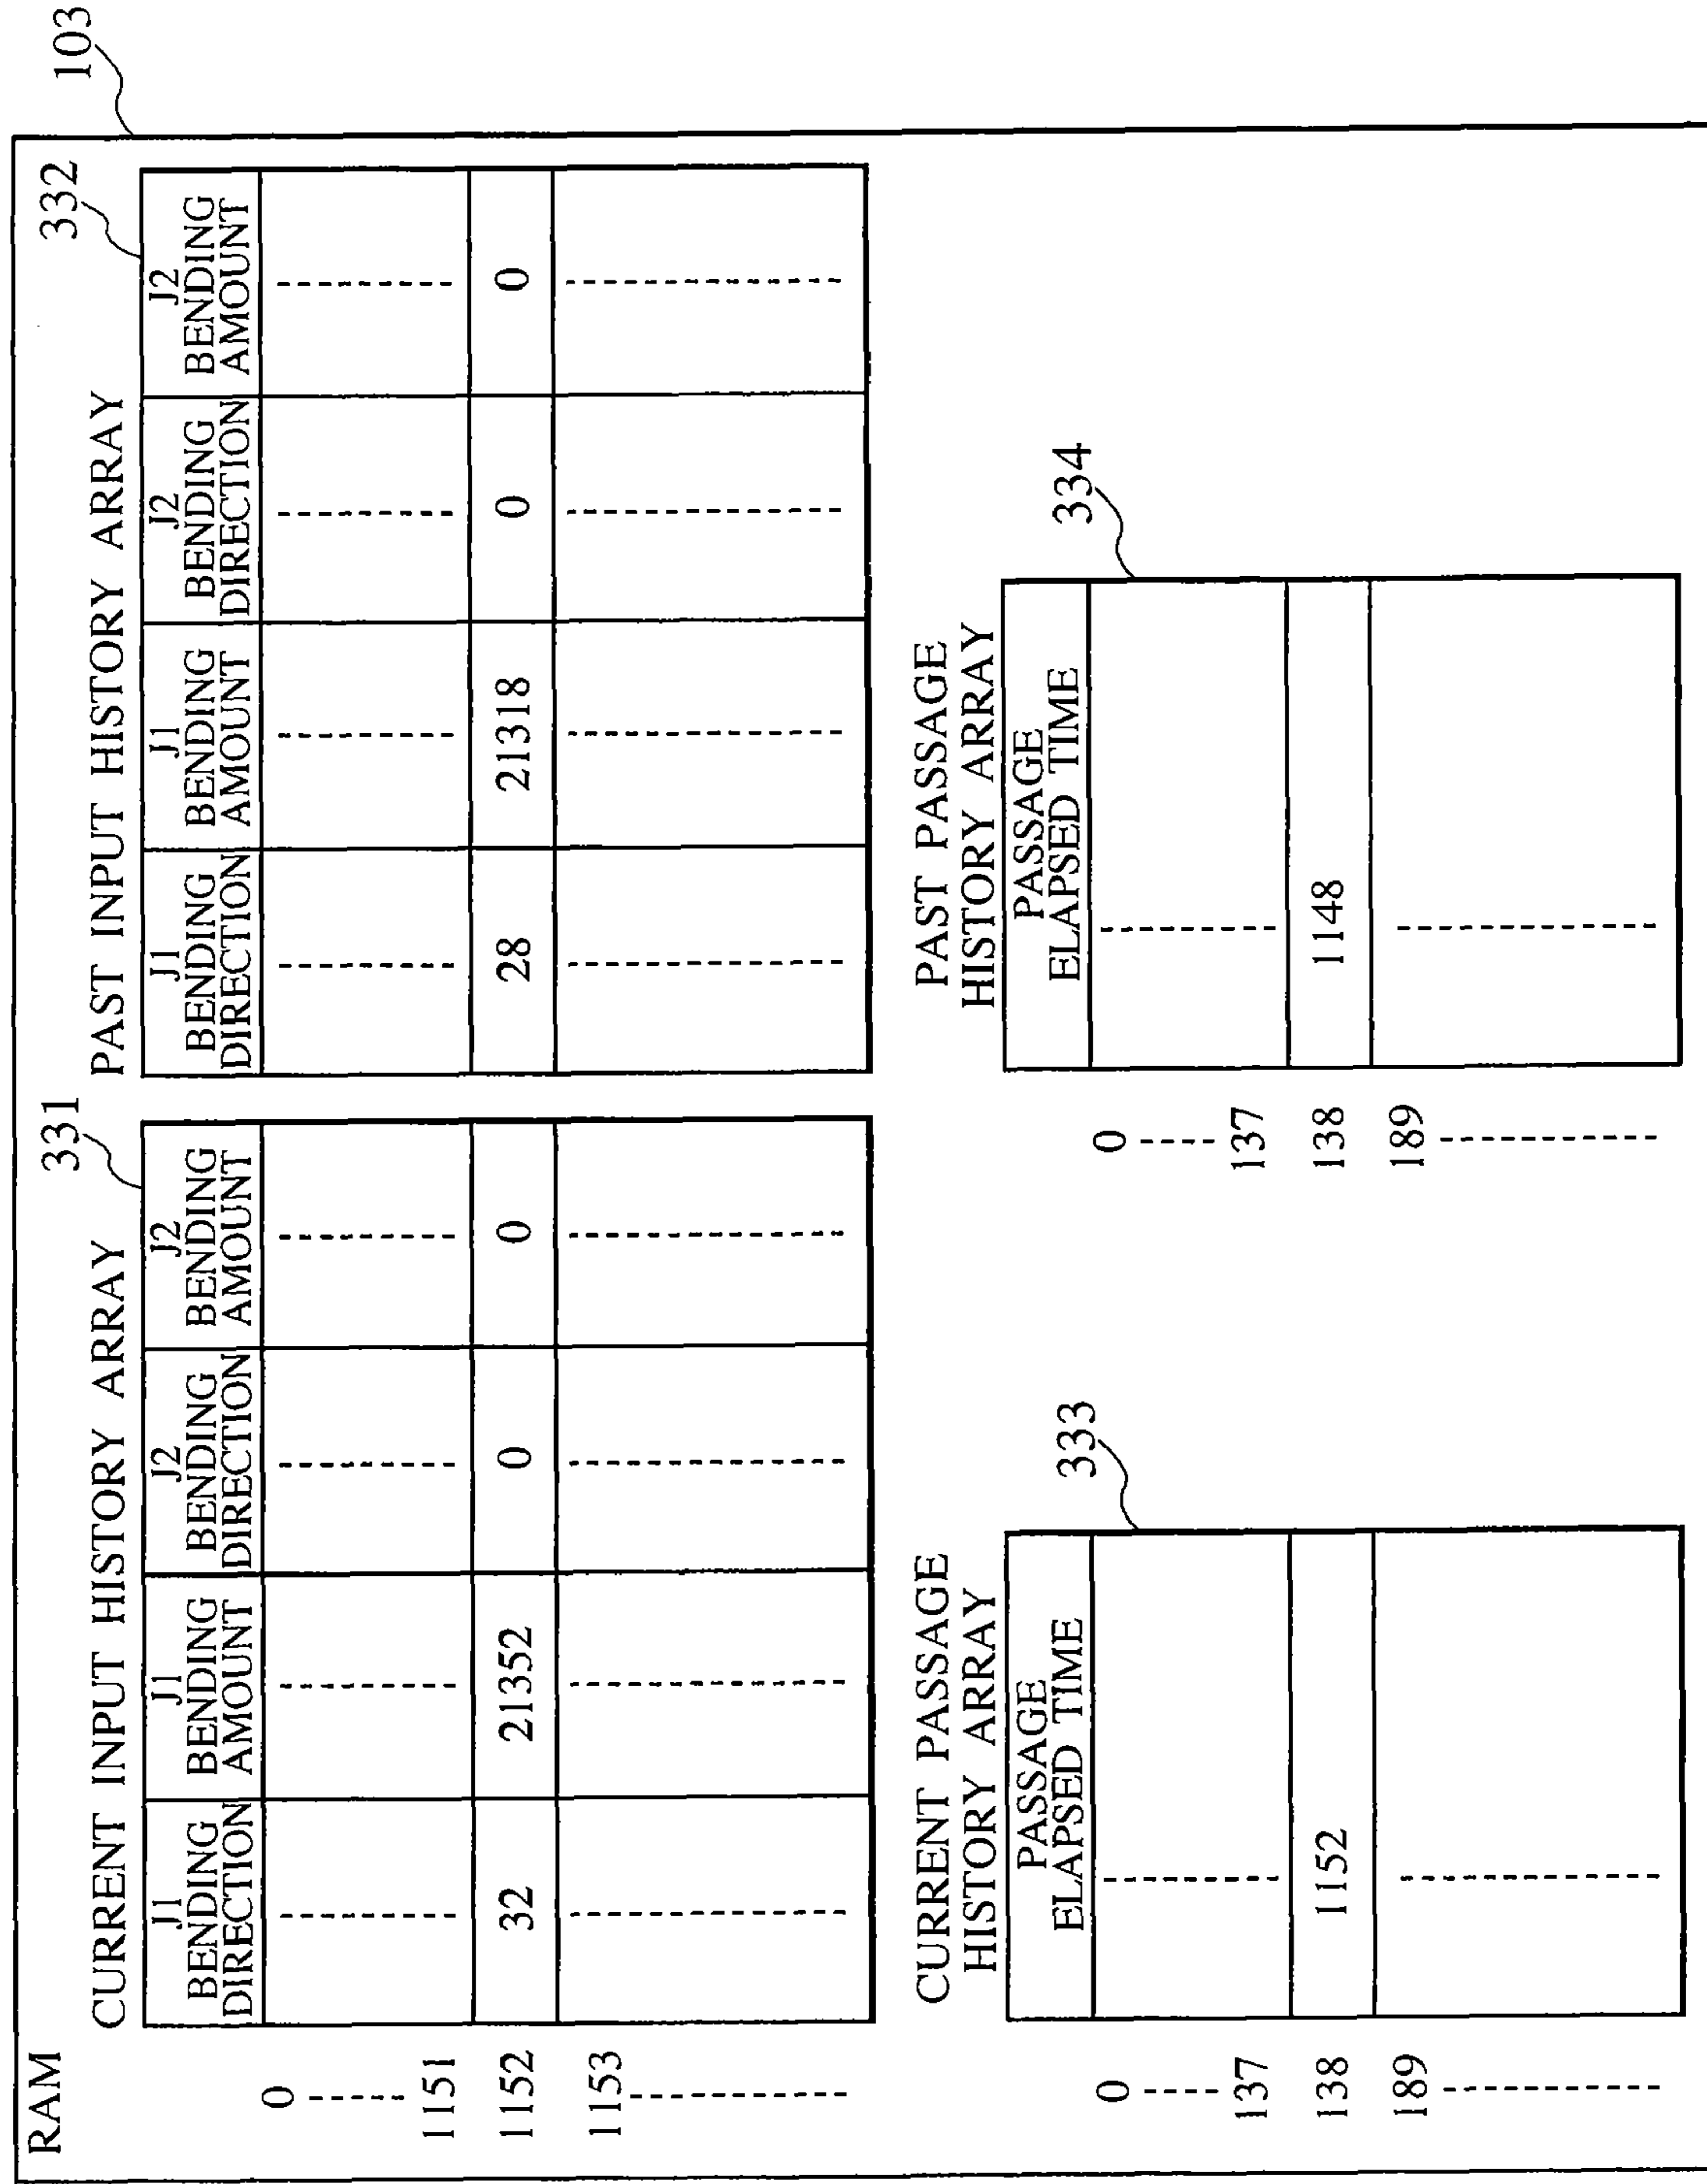 103
RAM
331
332
CURRENT INPUT HISTORY ARRAY
PAST INPUT HISTORY ARRAY
J1
BENDING
DIRECTION
J1
BENDING
AMOUNT
J2
BENDING
DIRECTION
J2
BENDING
AMOUNT
J1
BENDING
DIRECTION
J1
BENDING
AMOUNT
J2
BENDING
DIRECTION
J2
BENDING
AMOUNT
0
1151
1152 32 21352 0 0 28 21318 0 0
1153
CURRENT PASSAGE
HISTORY ARRAY
333
PASSAGE
ELAPSED TIME
0
137
138 1152
189
PAST PASSAGE
HISTORY ARRAY
334
PASSAGE
ELAPSED TIME
0
137
138 1148
189